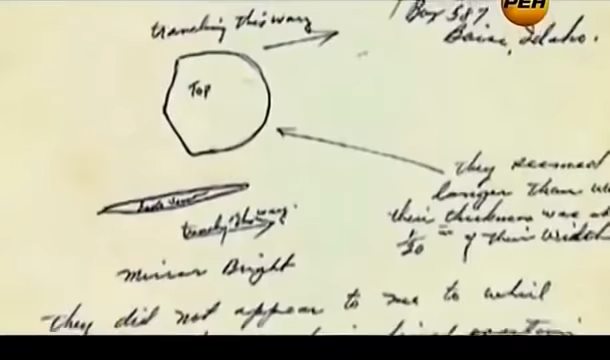 РЕН
traveling this way
Box 587
Boise, Idaho.
Top
They seemed
longer than
side view
their thickness was
traveling this way.
1/20 of their width
Mirror Bright
they did not appear to me to whirl